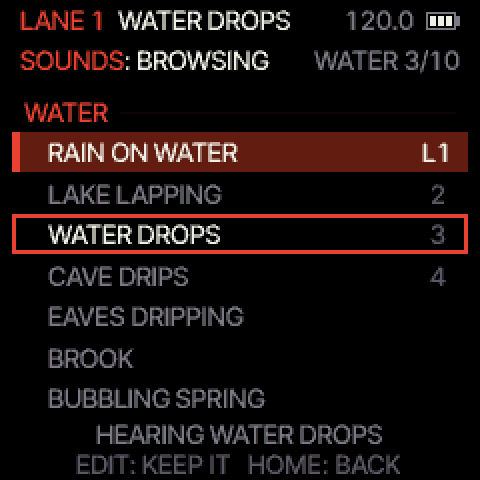 LANE 1 WATER DROPS 120.0
SOUNDS: BROWSING WATER 3/10
WATER
RAIN ON WATER L1
LAKE LAPPING 2
WATER DROPS 3
CAVE DRIPS 4
EAVES DRIPPING
BROOK
BUBBLING SPRING
HEARING WATER DROPS
EDIT: KEEP IT HOME: BACK